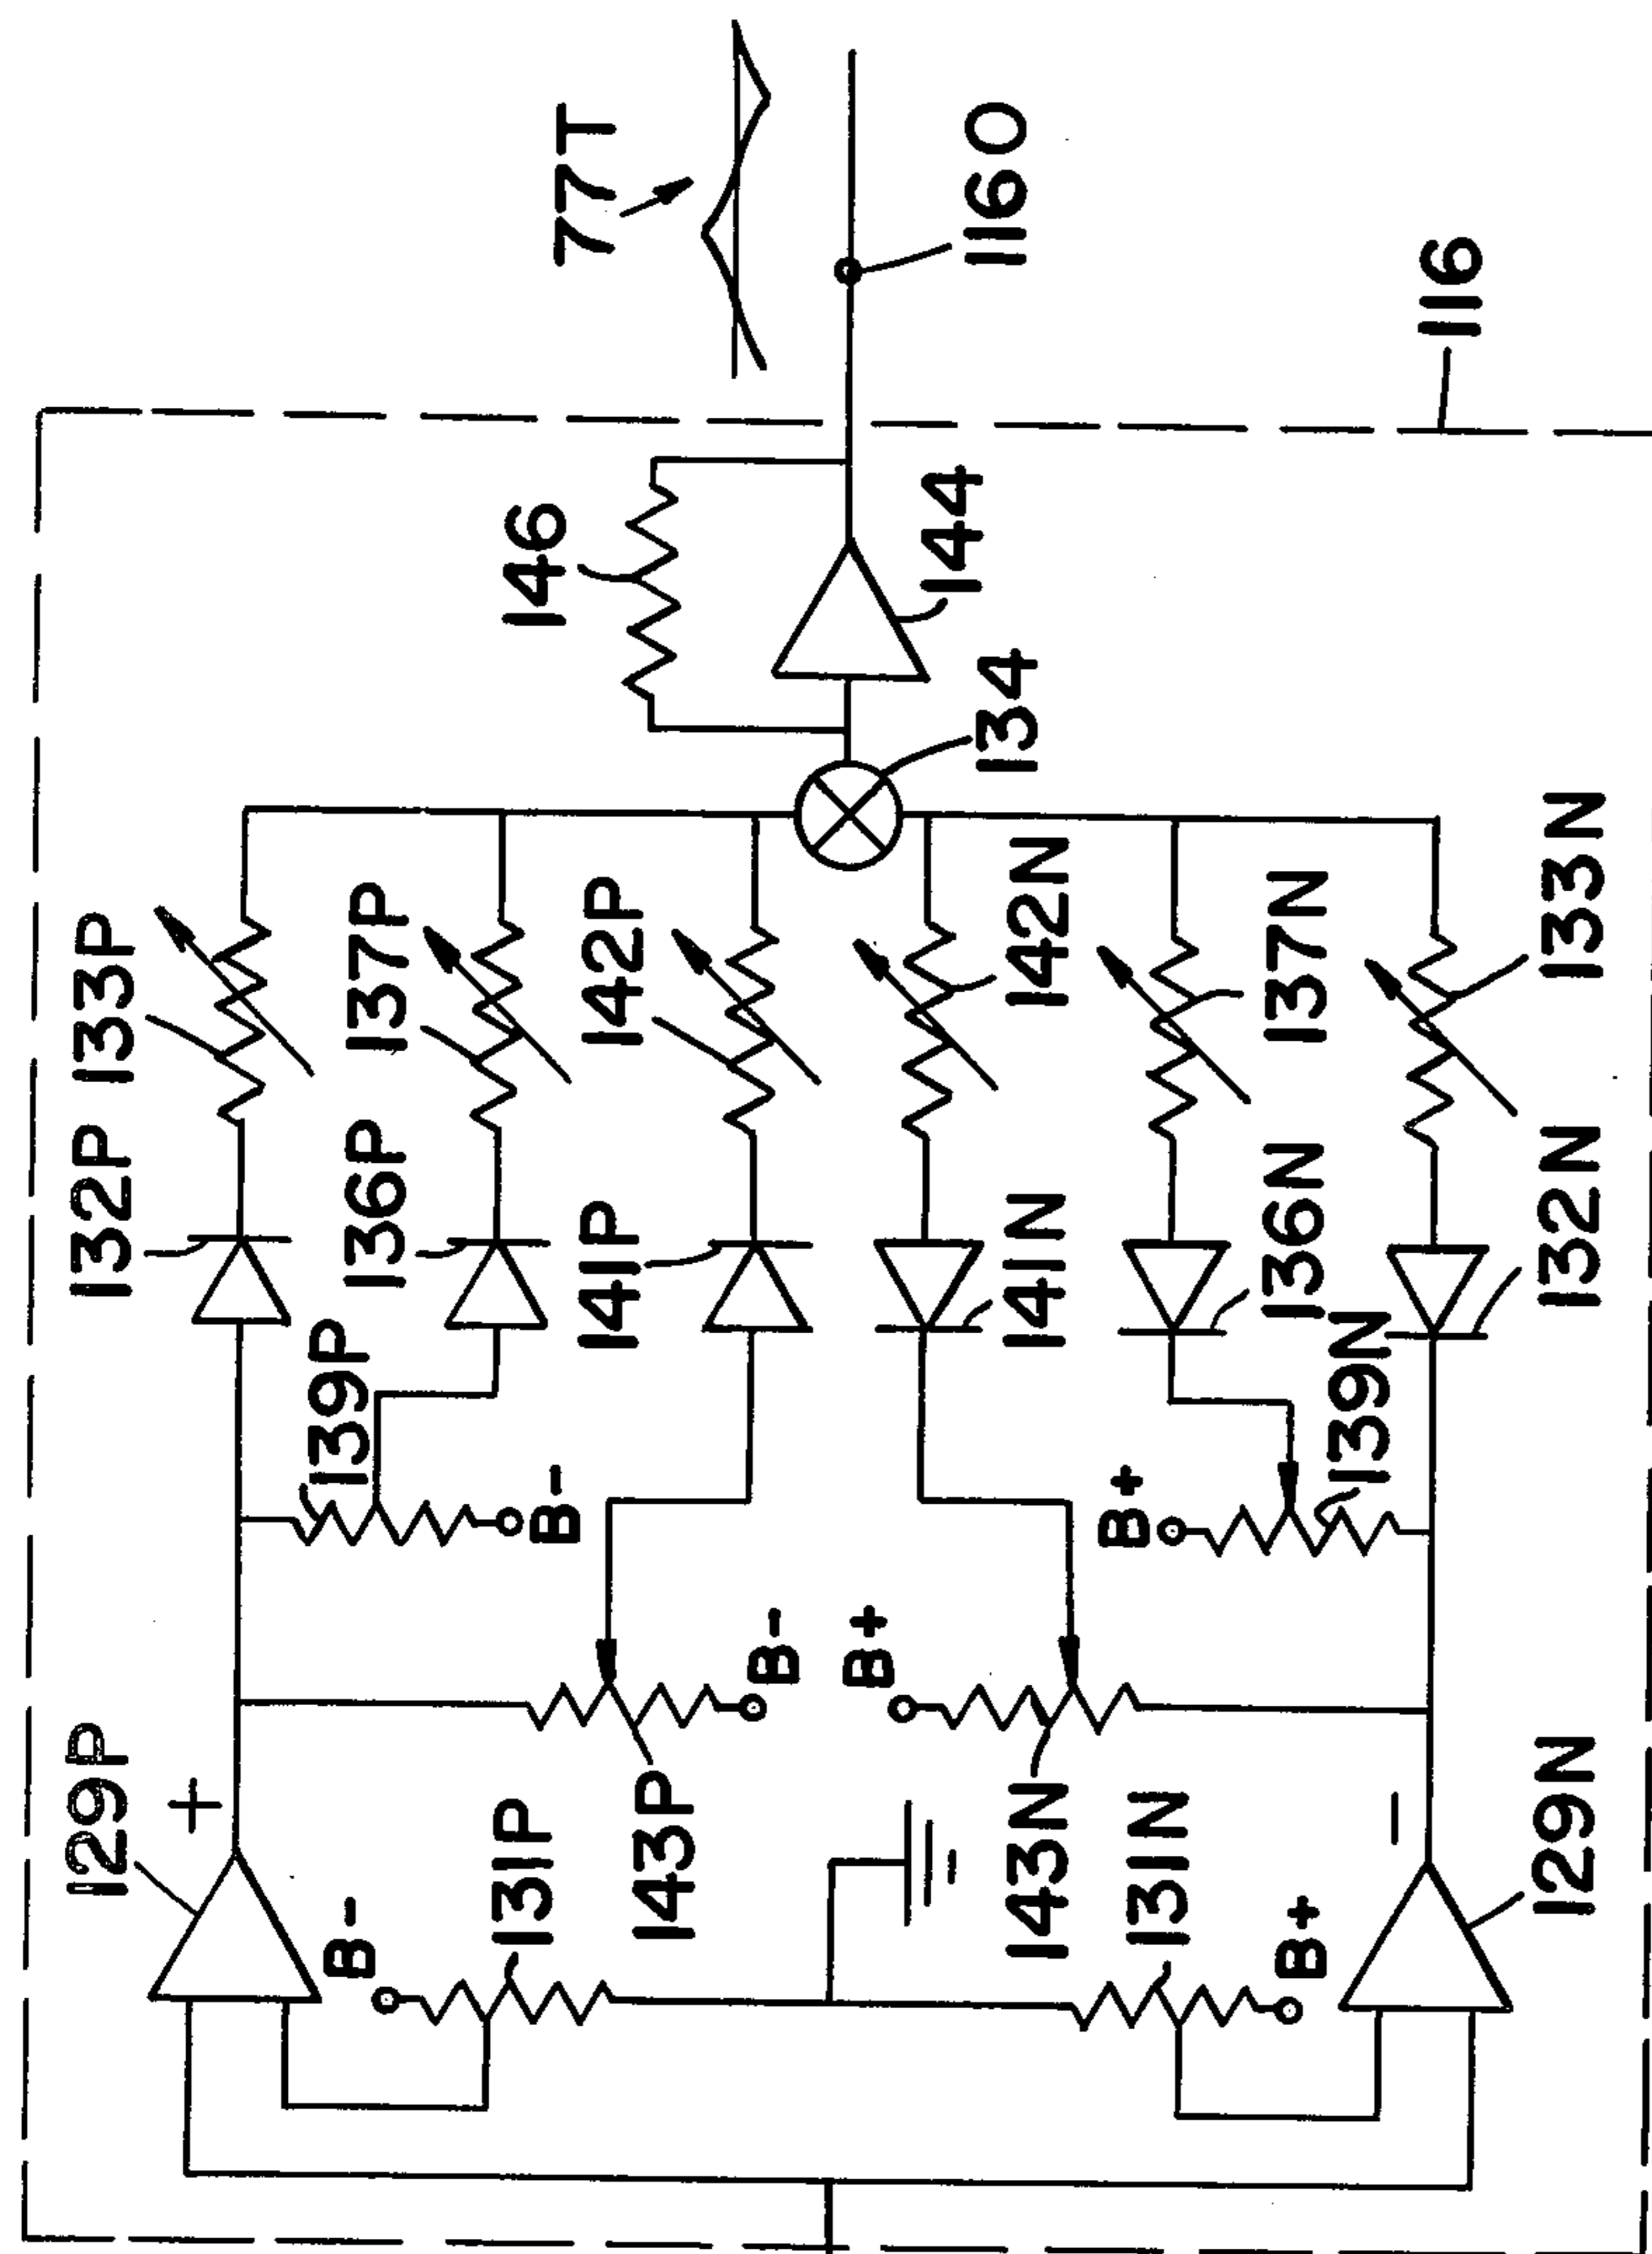 77T
1160
116
146
144
134
132P 133P
136P 137P
141P 142P
142N
141N
137N
136N
133N
132N
139P
B-
B-
B+
B+
139N
129P
+
B-
131P
143P
143N
131N
B+
-
129N